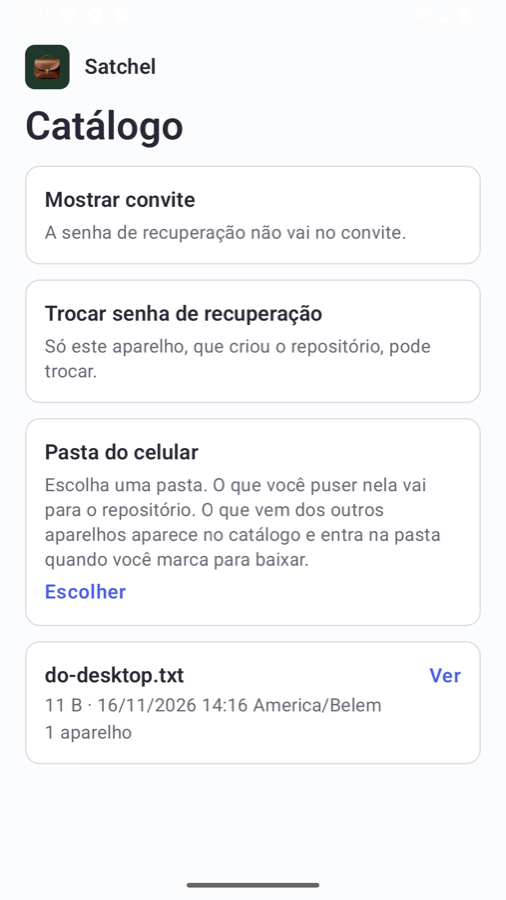 Satchel
Catálogo
Mostrar convite
A senha de recuperação não vai no convite.
Trocar senha de recuperação
Só este aparelho, que criou o repositório, pode
trocar.
Pasta do celular
Escolha uma pasta. O que você puser nela vai
para o repositório. O que vem dos outros
aparelhos aparece no catálogo e entra na pasta
quando você marca para baixar.
Escolher
do-desktop.txt
Ver
11 B · 16/11/2026 14:16 America/Belem
1 aparelho